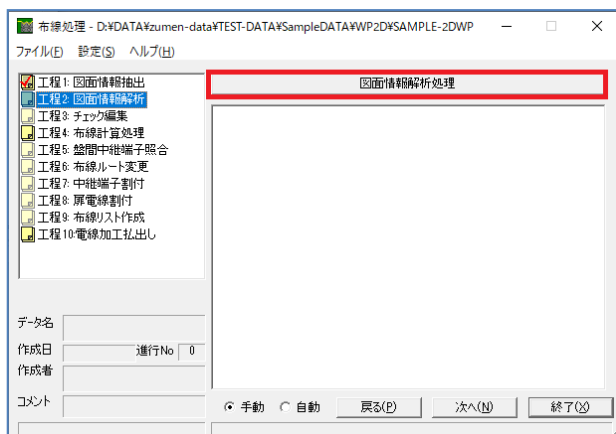 布線処理 - D:¥DATA¥zumen-data¥TEST-DATA¥SampleDATA¥WP2D¥SAMPLE-2DWP
ファイル(F) 設定(S) ヘルプ(H)
工程1: 図面情報抽出
工程2: 図面情報解析
工程3: チェック編集
工程4: 布線計算処理
工程5: 盤間中継端子照合
工程6: 布線ルート変更
工程7: 中継端子割付
工程8: 扉電線割付
工程9: 布線リスト作成
工程10:電線加工払出し
図面情報解析処理
データ名
作成日 進行No 0
作成者
コメント
手動 自動 戻る(P) 次へ(N) 終了(X)